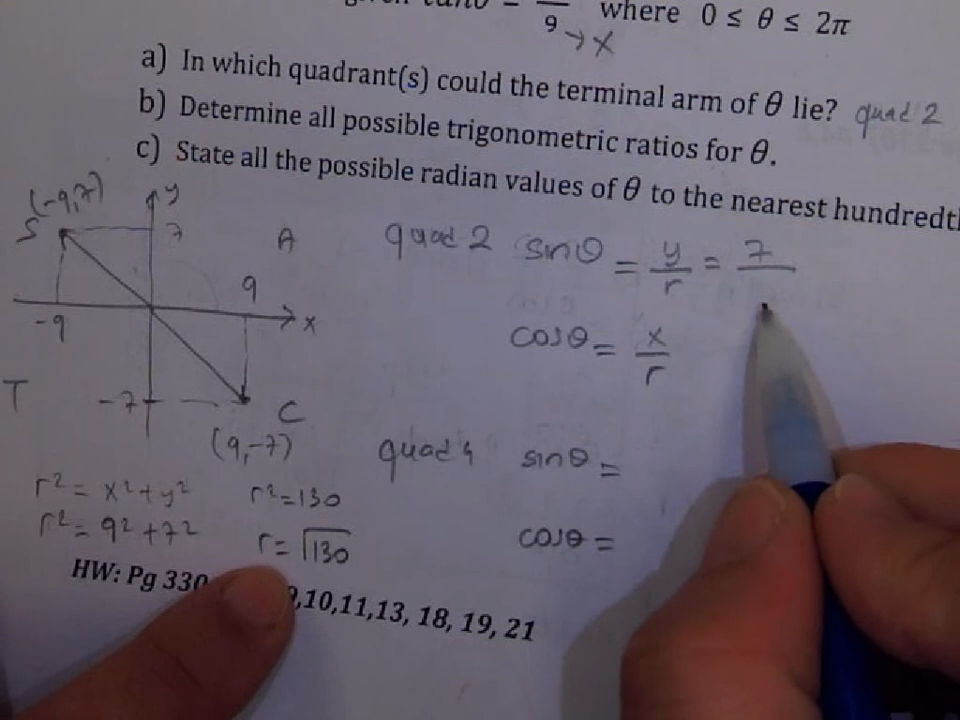 where 0 ≤ θ ≤ 2π
9 → x
a) In which quadrant(s) could the terminal arm of θ lie? quad 2
b) Determine all possible trigonometric ratios for θ.
c) State all the possible radian values of θ to the nearest
(-9,7) y
S 7 A
9
-9 x
T -7 C
(9,-7)
quad 2 sinθ = y/r = 7/
cosθ = x/r
quad 4 sinθ =
cosθ =
r² = x²+y² r²=130
r² = 9²+7² r=√130
HW: Pg 330 ,10,11,13, 18, 19, 21